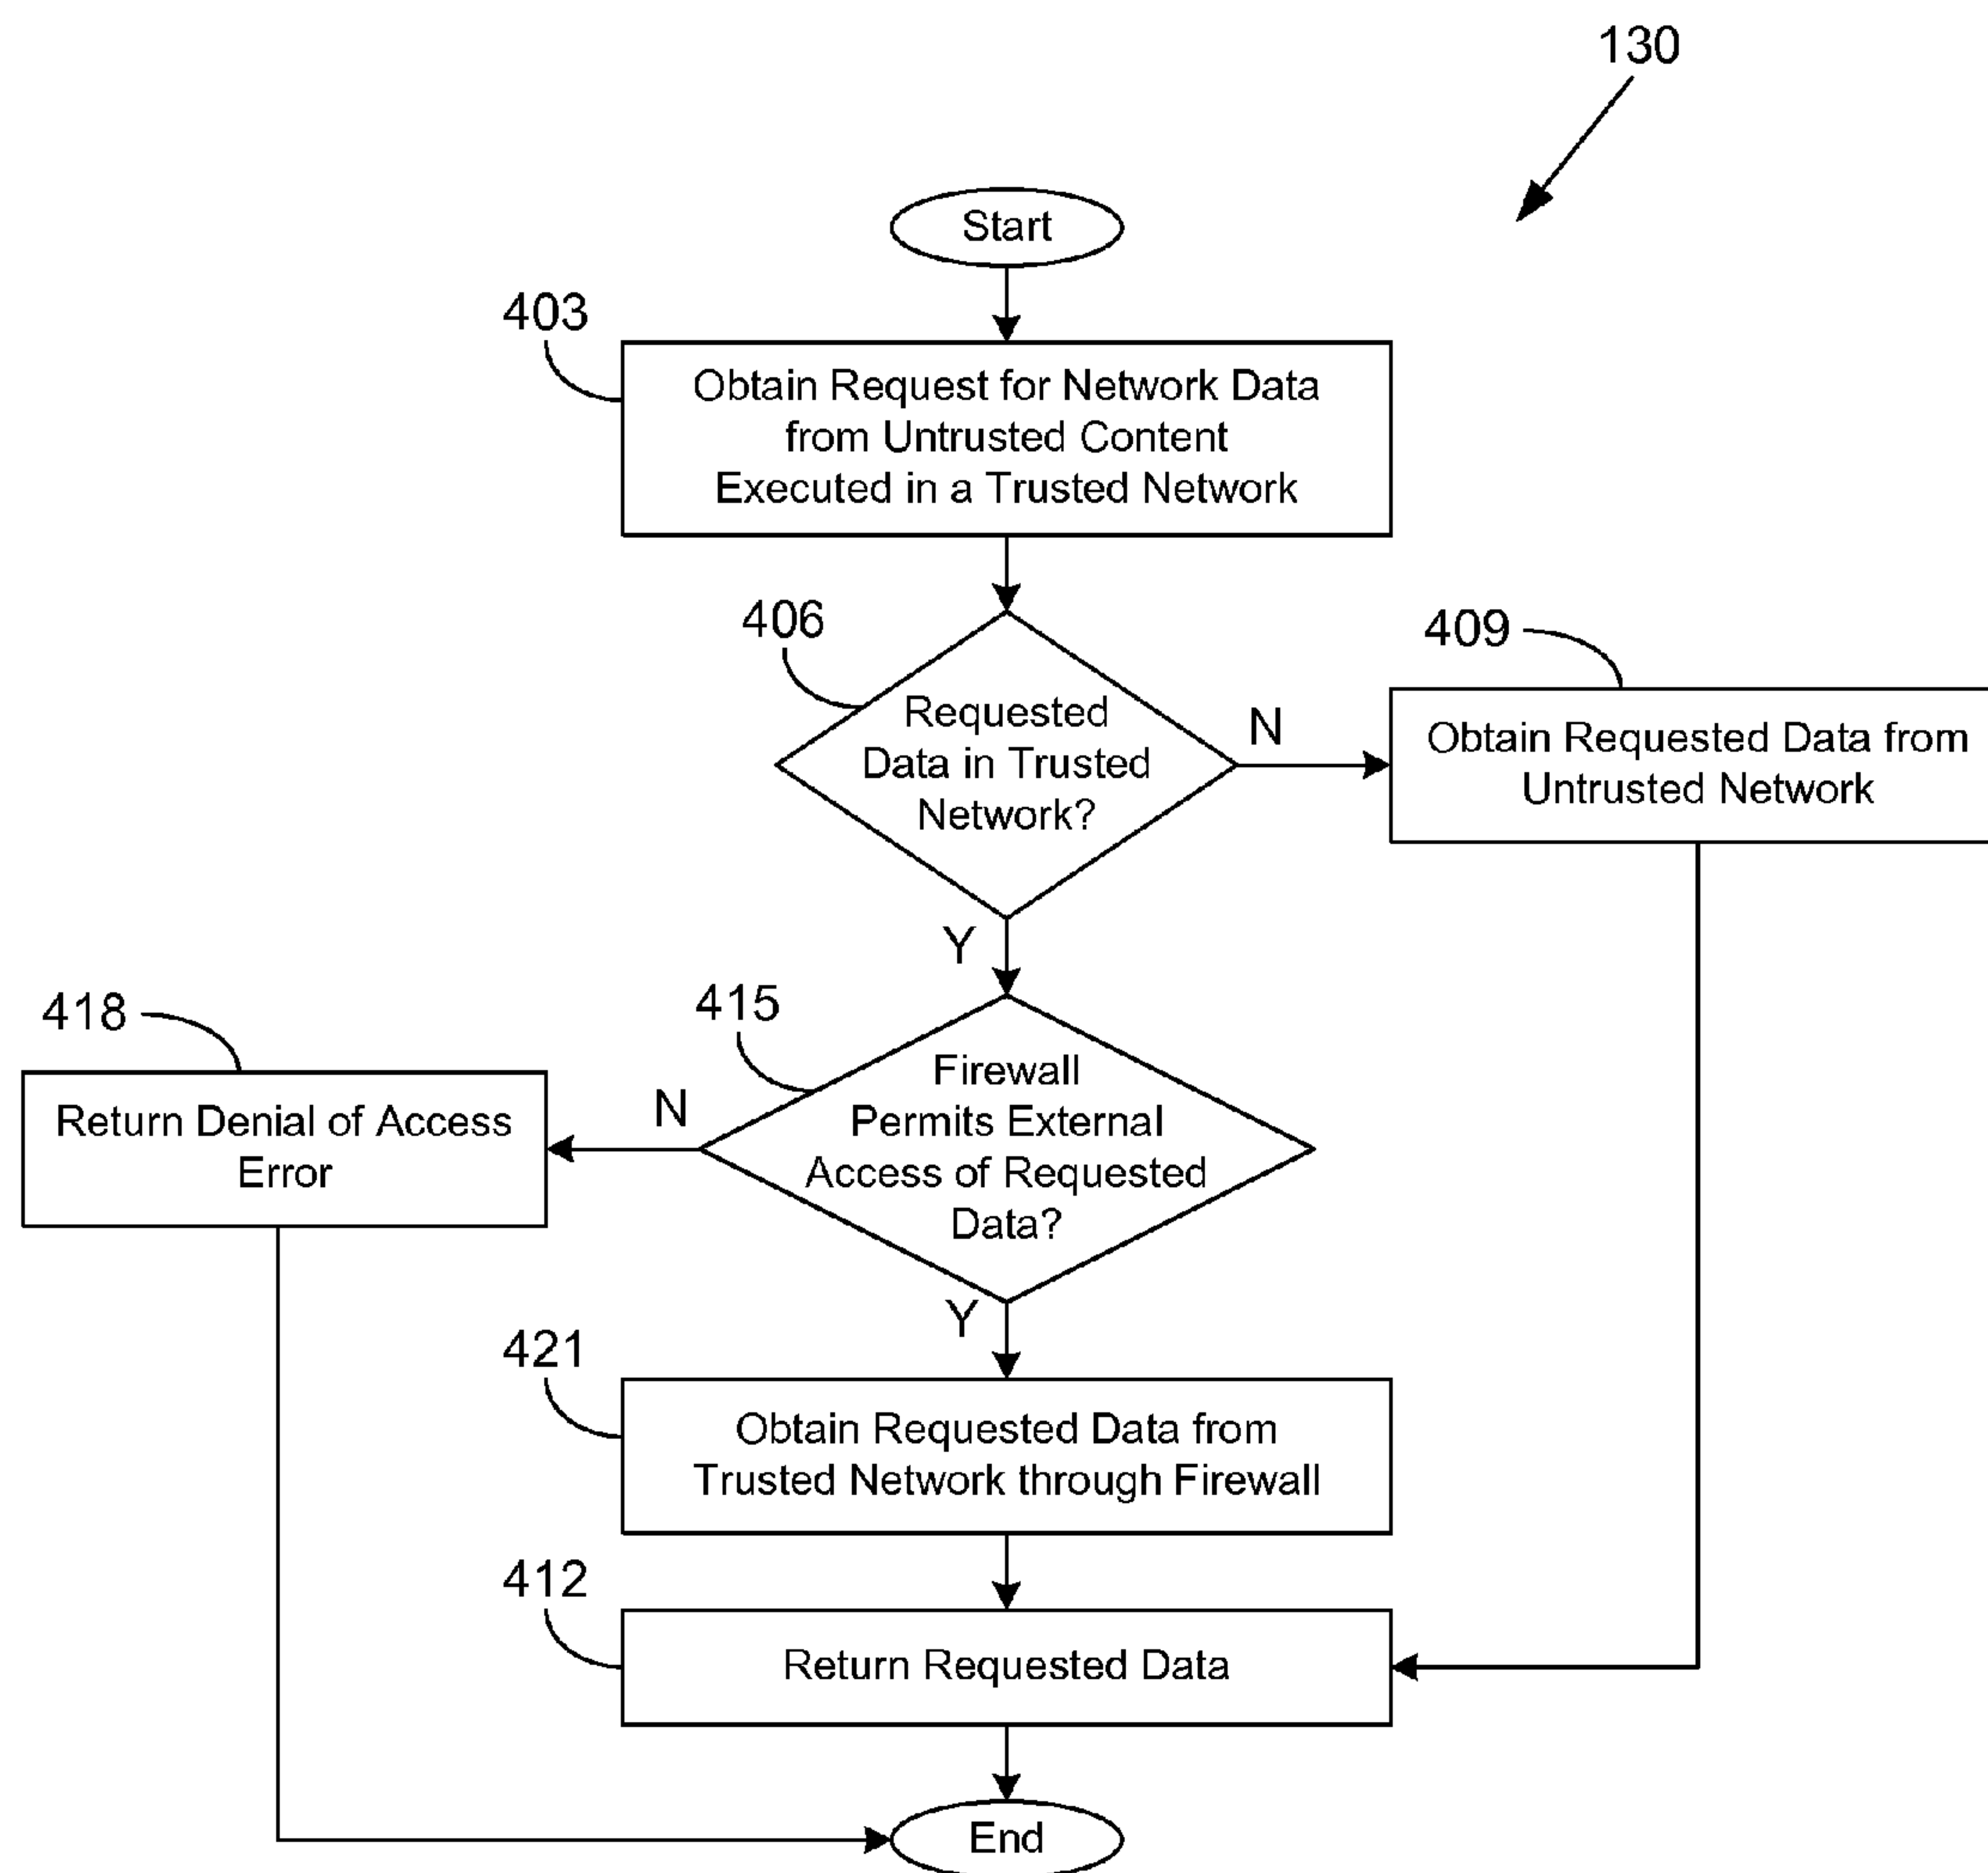 130
Start
403
Obtain Request for Network Data
from Untrusted Content
Executed in a Trusted Network
406
Requested
Data in Trusted
Network?
N
409
Obtain Requested Data from
Untrusted Network
Y
415
Firewall
Permits External
Access of Requested
Data?
N
418
Return Denial of Access
Error
Y
421
Obtain Requested Data from
Trusted Network through Firewall
412
Return Requested Data
End